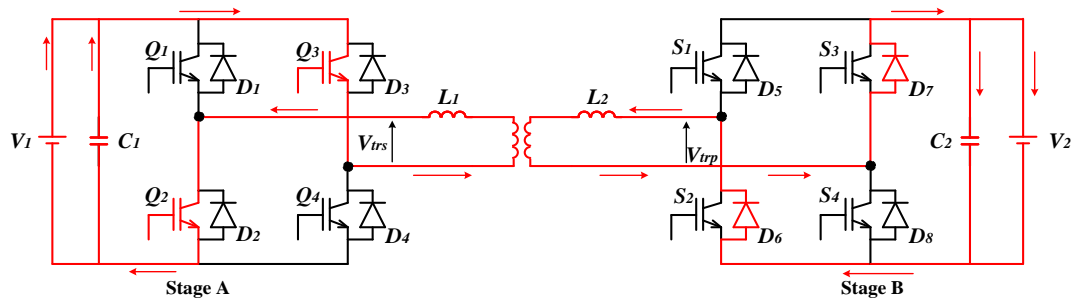 Q1 Q3 S1 S3
D1 D3 D5 D7
L1 L2
V1 C1 Vtrs Vtrp C2 V2
Q2 Q4 S2 S4
D2 D4 D6 D8
Stage A Stage B